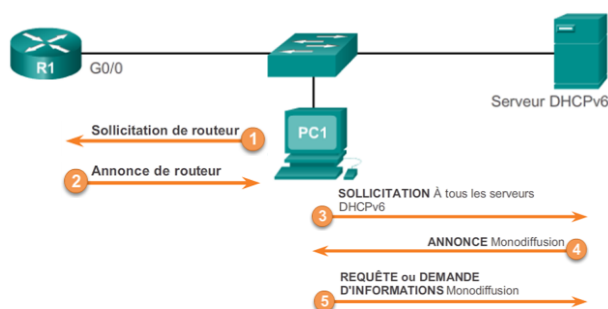 R1
G0/0
Serveur DHCPv6
PC1
Sollicitation de routeur
1
2
Annonce de routeur
3
SOLLICITATION À tous les serveurs
DHCPv6
ANNONCE Monodiffusion
4
5
REQUÊTE ou DEMANDE
D'INFORMATIONS Monodiffusion